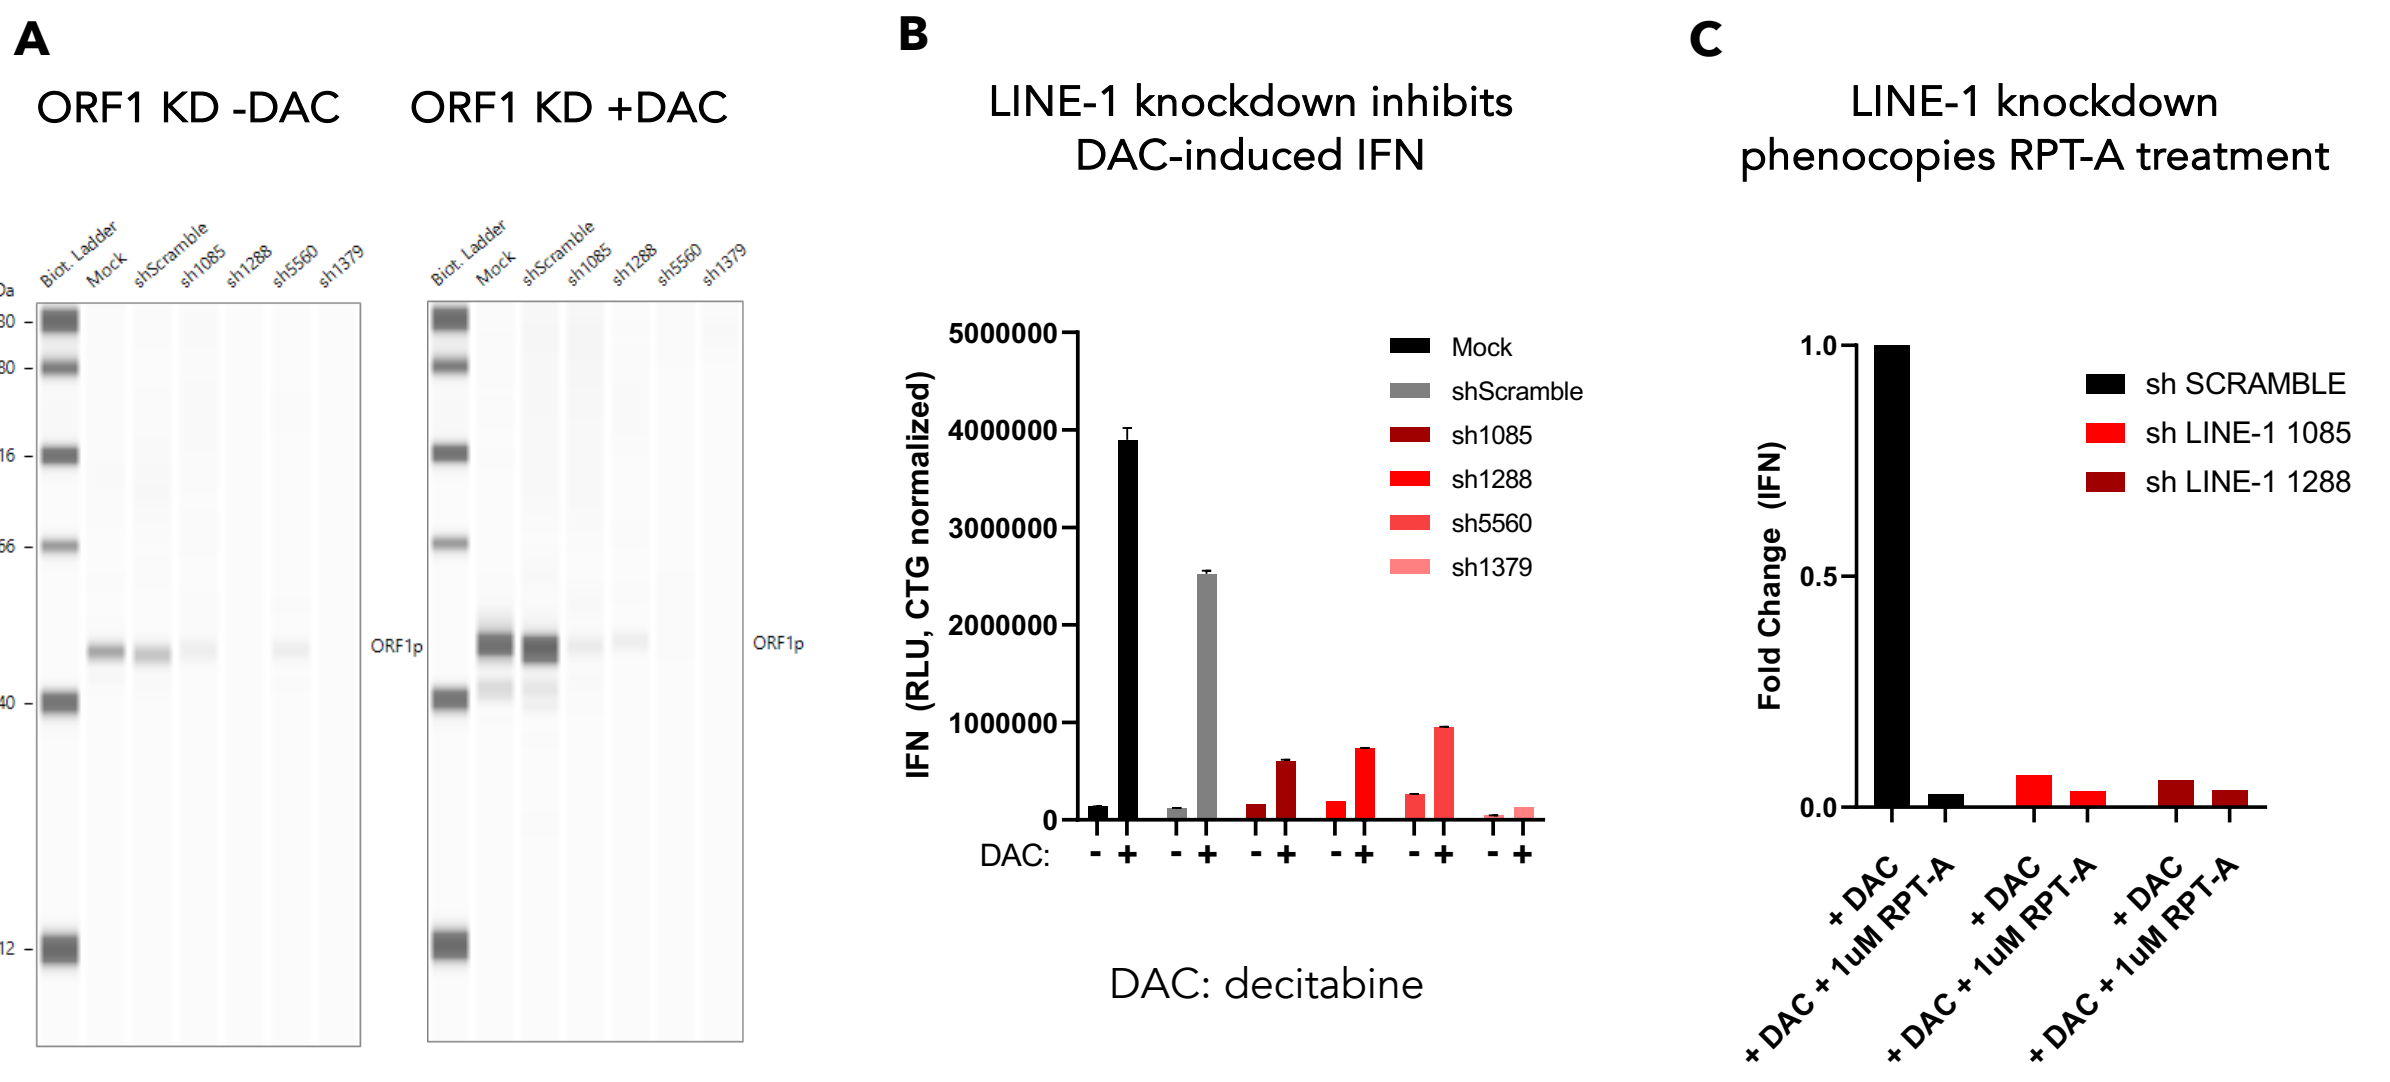 A
ORF1 KD -DAC
ORF1 KD +DAC
Biot. Ladder
Mock
shScramble
sh1085
sh1288
sh5560
sh1379
ORF1p
Biot. Ladder
Mock
shScramble
sh1085
sh1288
sh5560
sh1379
ORF1p
B
LINE-1 knockdown inhibits
DAC-induced IFN
IFN (RLU, CTG normalized)
5000000
4000000
3000000
2000000
1000000
0
Mock
shScramble
sh1085
sh1288
sh5560
sh1379
DAC: - + - + - + - + - + - +
DAC: decitabine
C
LINE-1 knockdown
phenocopies RPT-A treatment
Fold Change (IFN)
1.0
0.5
0.0
sh SCRAMBLE
sh LINE-1 1085
sh LINE-1 1288
+ DAC
+ DAC + 1uM RPT-A
+ DAC
+ DAC + 1uM RPT-A
+ DAC
+ DAC + 1uM RPT-A